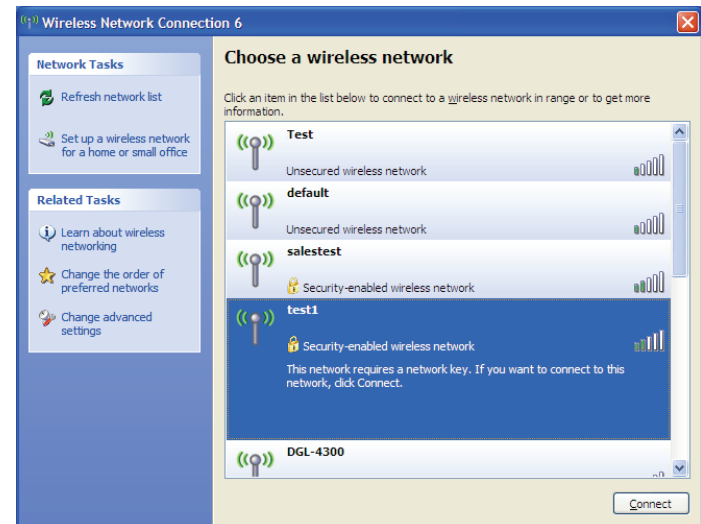 Wireless Network Connection 6
Network Tasks
Refresh network list
Set up a wireless network
for a home or small office
Related Tasks
Learn about wireless
networking
Change the order of
preferred networks
Change advanced
settings
Choose a wireless network
Click an item in the list below to connect to a wireless network in range or to get more
information.
Test
Unsecured wireless network
default
Unsecured wireless network
salestest
Security-enabled wireless network
test1
Security-enabled wireless network
This network requires a network key. If you want to connect to this
network, click Connect.
DGL-4300
Connect